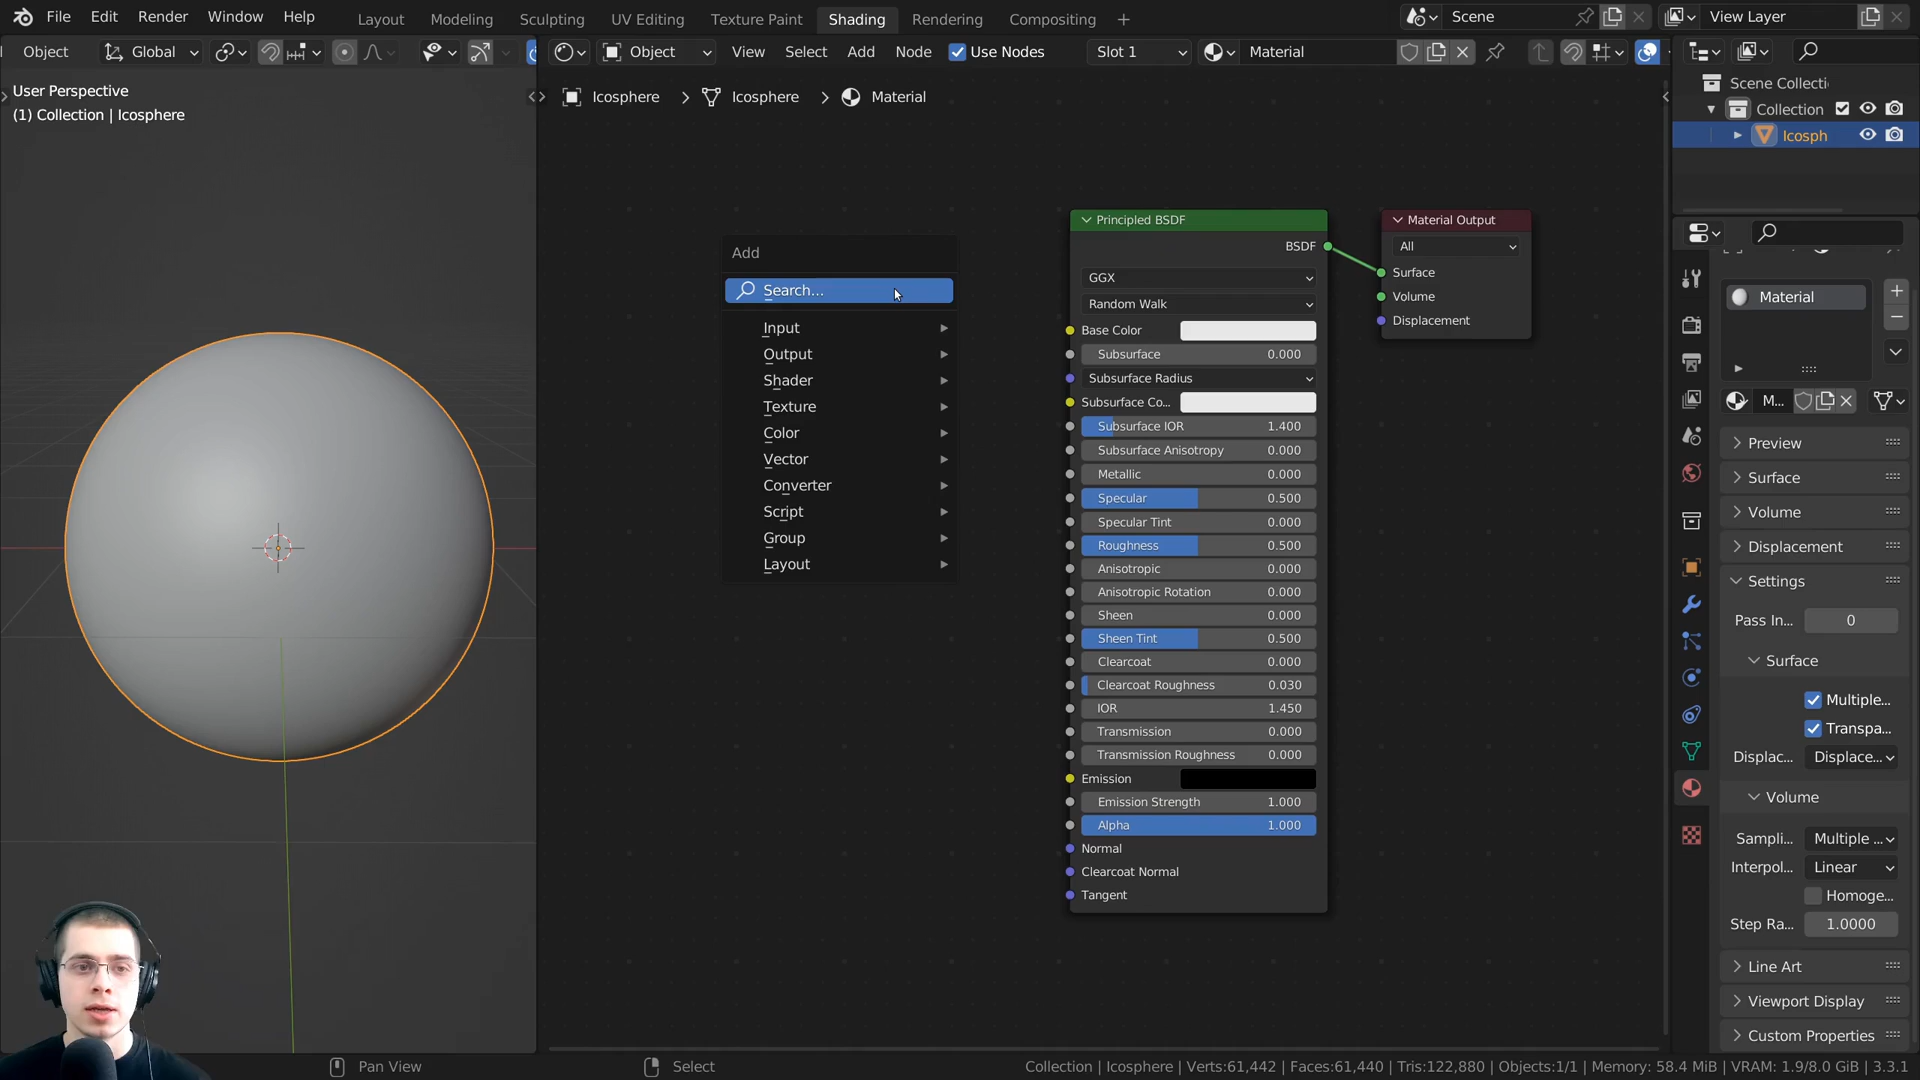 File Edit Render Window Help Layout Modeling Sculpting UV Editing Texture Paint Shading Rendering Compositing Scene View Layer
Object Global Object View Select Add Node Use Nodes Slot 1 Material
User Perspective
(1) Collection | Icosphere
Icosphere Icosphere Material
Add
Search...
Input
Output
Shader
Texture
Color
Vector
Converter
Script
Group
Layout
Principled BSDF
BSDF
GGX
Random Walk
Base Color
Subsurface 0.000
Subsurface Radius
Subsurface Co...
Subsurface IOR 1.400
Subsurface Anisotropy 0.000
Metallic 0.000
Specular 0.500
Specular Tint 0.000
Roughness 0.500
Anisotropic 0.000
Anisotropic Rotation 0.000
Sheen 0.000
Sheen Tint 0.500
Clearcoat 0.000
Clearcoat Roughness 0.030
IOR 1.450
Transmission 0.000
Transmission Roughness 0.000
Emission
Emission Strength 1.000
Alpha 1.000
Normal
Clearcoat Normal
Tangent
Material Output
All
Surface
Volume
Displacement
Scene Collecti
Collection
Icosph
Material
M...
Preview
Surface
Volume
Displacement
Settings
Pass In... 0
Surface
Multiple...
Transpa...
Displac... Displace...
Volume
Sampli... Multiple ...
Interpol... Linear
Homoge...
Step Ra... 1.0000
Line Art
Viewport Display
Custom Properties
Pan View Select Collection | Icosphere | Verts:61,442 | Faces:61,440 | Tris:122,880 | Objects:1/1 | Memory: 58.4 MiB | VRAM: 1.9/8.0 GiB | 3.3.1